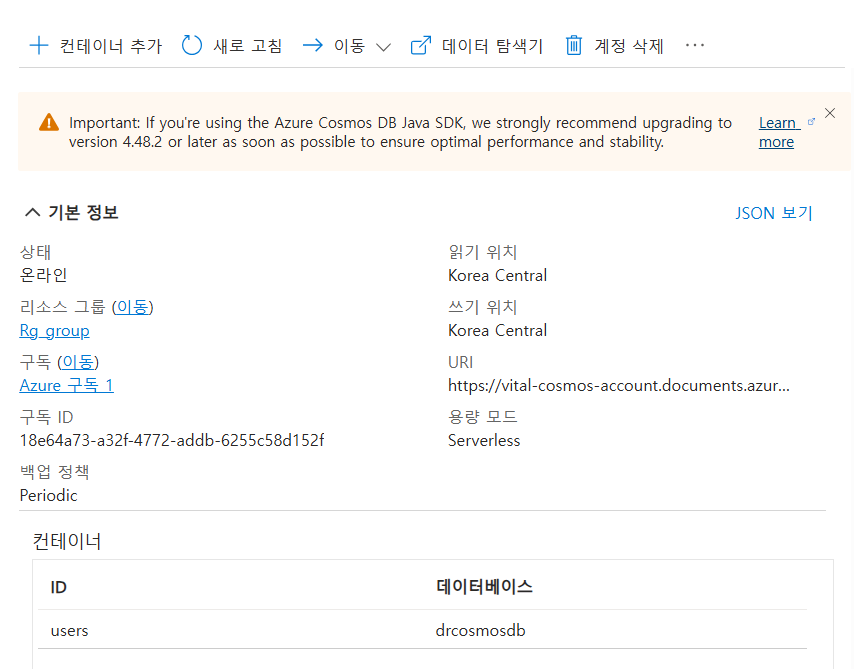 컨테이너 추가 새로 고침 이동 데이터 탐색기 계정 삭제 ...
Important: If you're using the Azure Cosmos DB Java SDK, we strongly recommend upgrading to
version 4.48.2 or later as soon as possible to ensure optimal performance and stability.
Learn
more
기본 정보
JSON 보기
상태
온라인
리소스 그룹 (이동)
Rg_group
구독 (이동)
Azure 구독 1
구독 ID
18e64a73-a32f-4772-addb-6255c58d152f
백업 정책
Periodic
읽기 위치
Korea Central
쓰기 위치
Korea Central
URI
https://vital-cosmos-account.documents.azur...
용량 모드
Serverless
컨테이너
ID 데이터베이스
users drcosmosdb